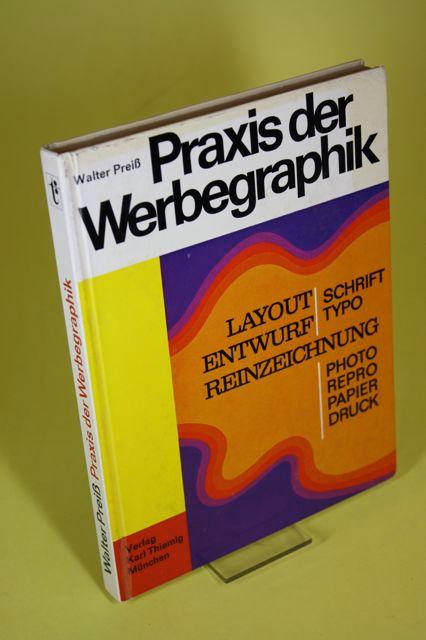 Walter Preiß
Praxis der
Werbegraphik
LAYOUT
ENTWURF
REINZEICHNUNG
SCHRIFT
TYPO
PHOTO
REPRO
PAPIER
DRUCK
Verlag
Karl Thiemig
München
Walter Preiß Praxis der Werbegraphik